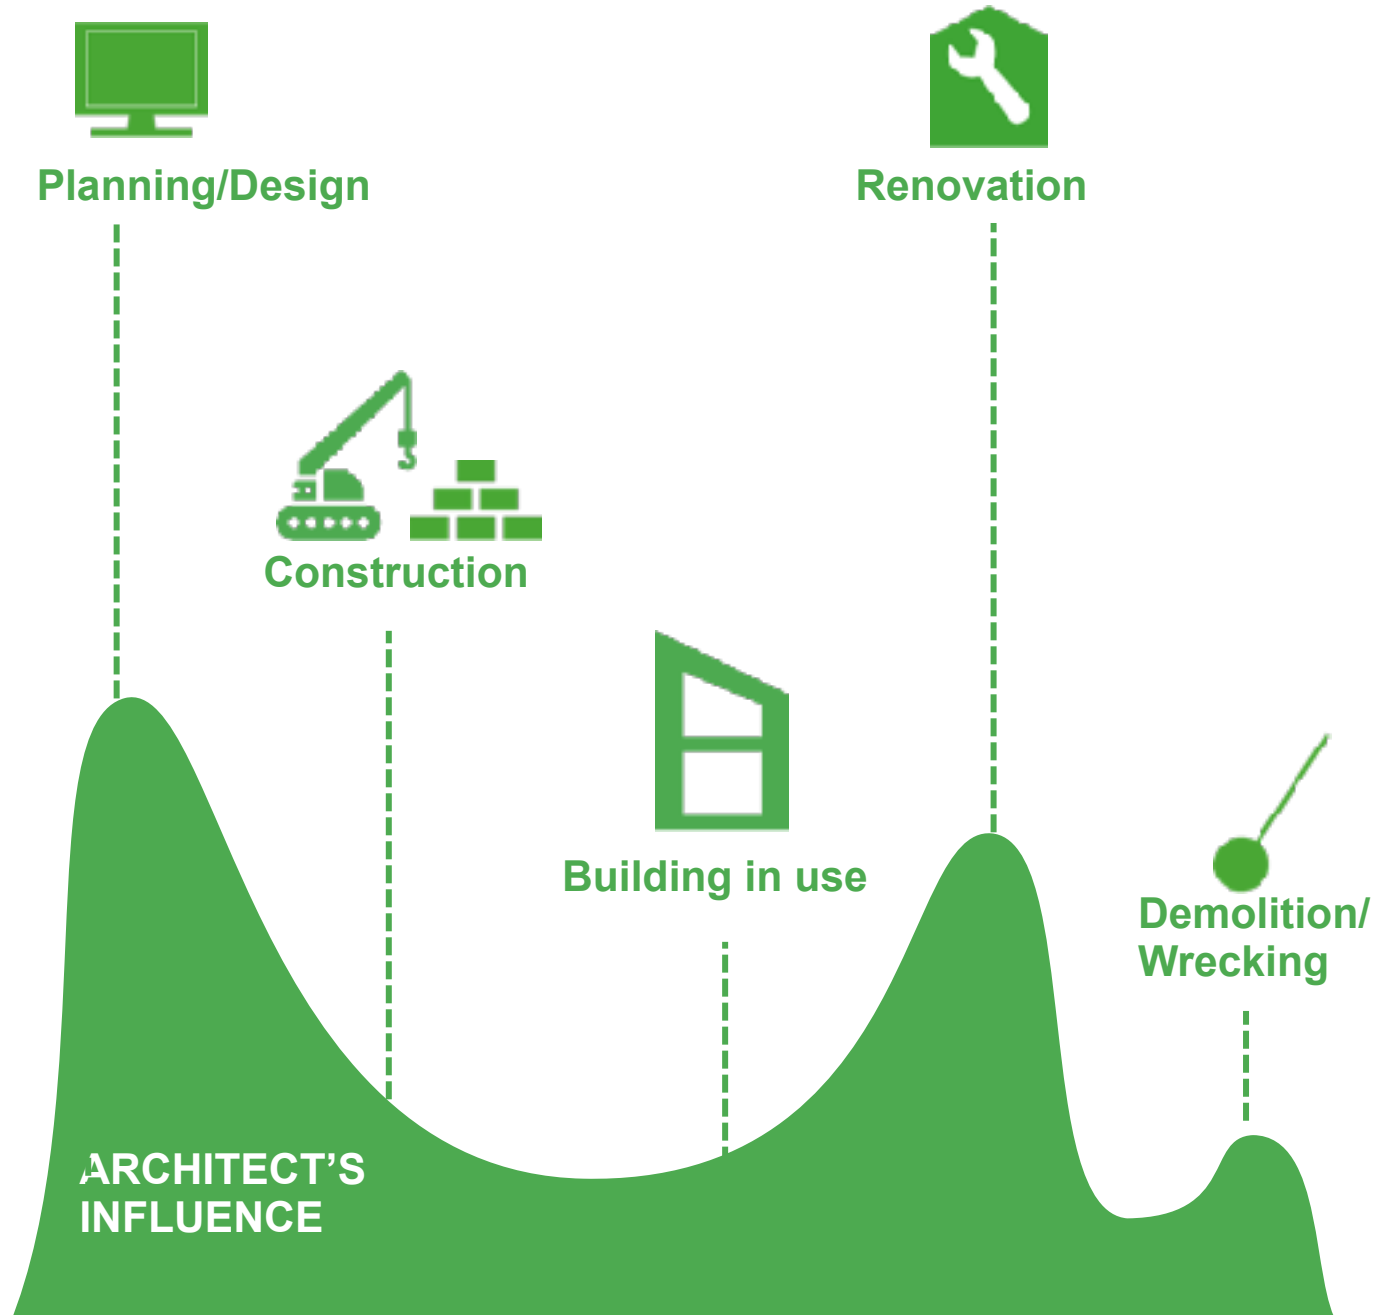 Planning/Design
Renovation
Construction
Building in use
Demolition/
Wrecking
ARCHITECT’S
INFLUENCE